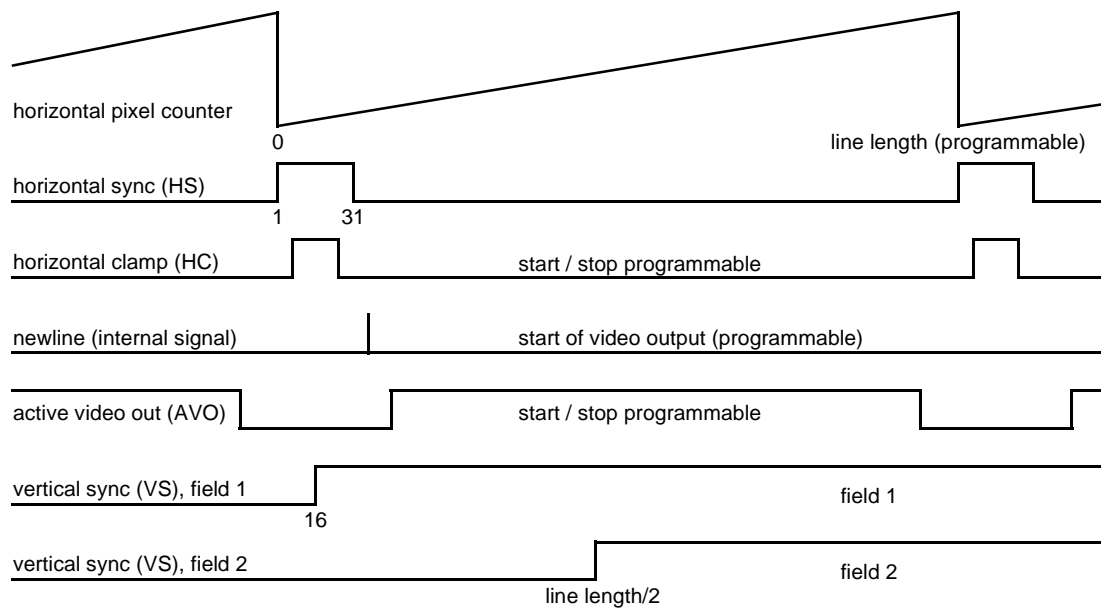 horizontal pixel counter
0
line length (programmable)
horizontal sync (HS)
1
31
horizontal clamp (HC)
start / stop programmable
newline (internal signal)
start of video output (programmable)
active video out (AVO)
start / stop programmable
vertical sync (VS), field 1
field 1
16
vertical sync (VS), field 2
field 2
line length/2